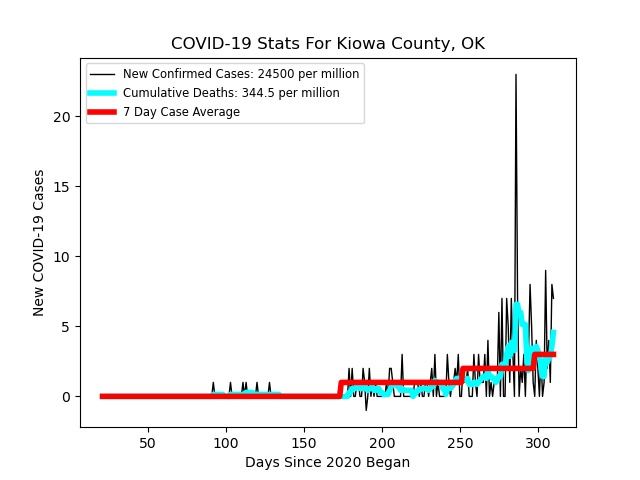 COVID-19 Stats For Kiowa County, OK
New Confirmed Cases: 24500 per million
Cumulative Deaths: 344.5 per million
7 Day Case Average
New COVID-19 Cases
20
15
10
5
0
50 100 150 200 250 300
Days Since 2020 Began